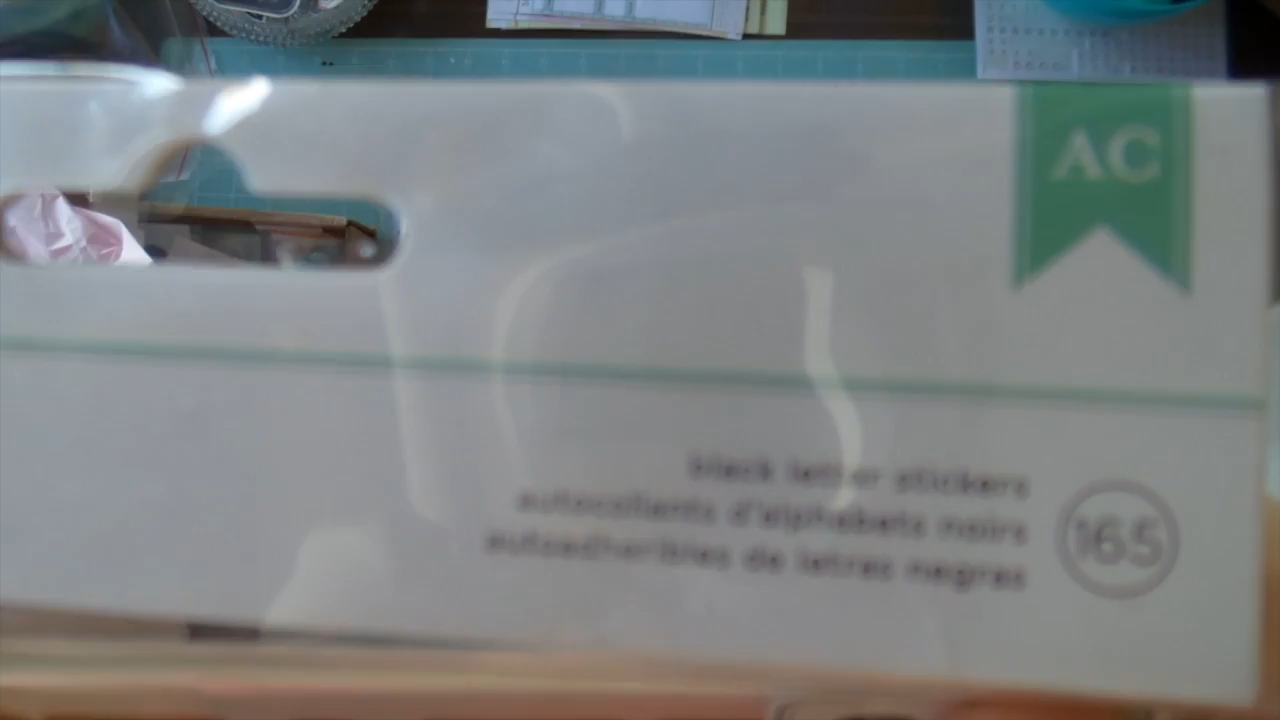 AC
black letter stickers
autocollants d'alphabets noirs
autoadheribles de letras negras
165